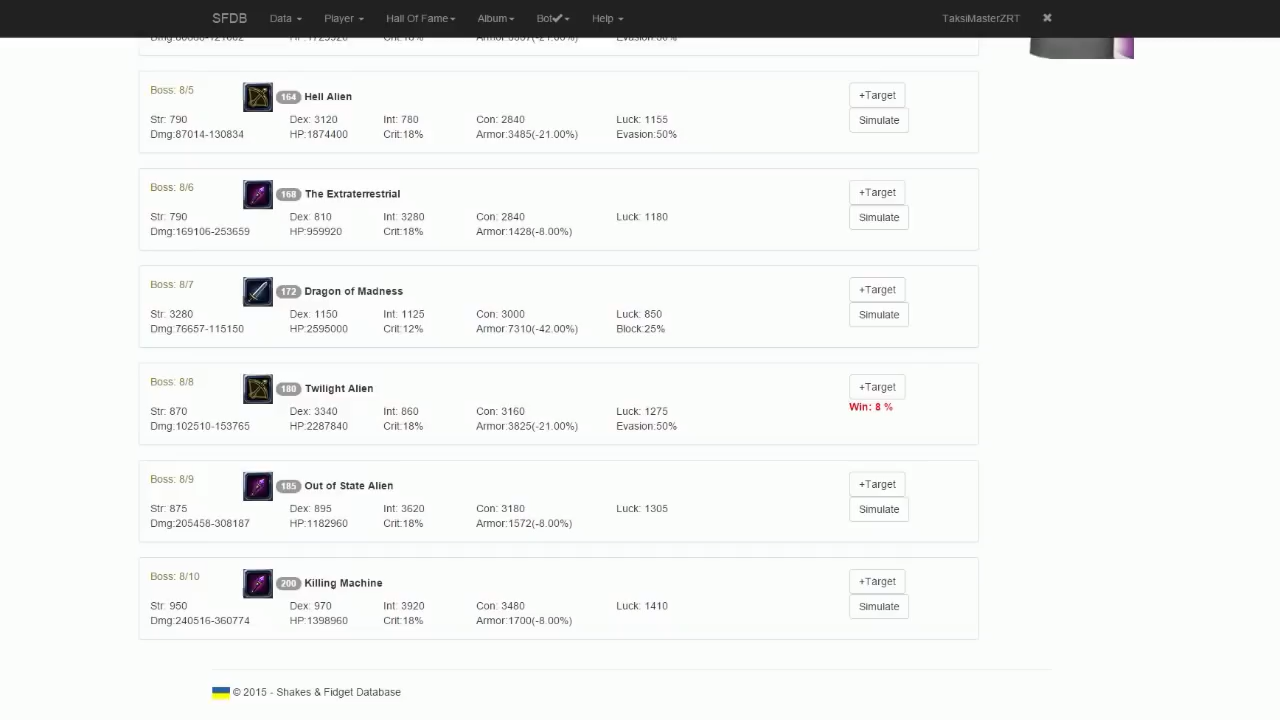 SFDB Data Player Hall Of Fame Album Bot Help TaksiMasterZRT
Boss: 8/5 164 Hell Alien +Target
Str: 790 Dex: 3120 Int: 780 Con: 2840 Luck: 1155 Simulate
Dmg:87014-130834 HP:1874400 Crit:18% Armor:3485(-21.00%) Evasion:50%
Boss: 8/6 168 The Extraterrestrial +Target
Str: 790 Dex: 810 Int: 3280 Con: 2840 Luck: 1180 Simulate
Dmg:169106-253659 HP:959920 Crit:18% Armor:1428(-8.00%)
Boss: 8/7 172 Dragon of Madness +Target
Str: 3280 Dex: 1150 Int: 1125 Con: 3000 Luck: 850 Simulate
Dmg:76657-115150 HP:2595000 Crit:12% Armor:7310(-42.00%) Block:25%
Boss: 8/8 180 Twilight Alien +Target
Str: 870 Dex: 3340 Int: 860 Con: 3160 Luck: 1275 Win: 8 %
Dmg:102510-153765 HP:2287840 Crit:18% Armor:3825(-21.00%) Evasion:50%
Boss: 8/9 185 Out of State Alien +Target
Str: 875 Dex: 895 Int: 3620 Con: 3180 Luck: 1305 Simulate
Dmg:205458-308187 HP:1182960 Crit:18% Armor:1572(-8.00%)
Boss: 8/10 200 Killing Machine +Target
Str: 950 Dex: 970 Int: 3920 Con: 3480 Luck: 1410 Simulate
Dmg:240516-360774 HP:1398960 Crit:18% Armor:1700(-8.00%)
© 2015 - Shakes & Fidget Database